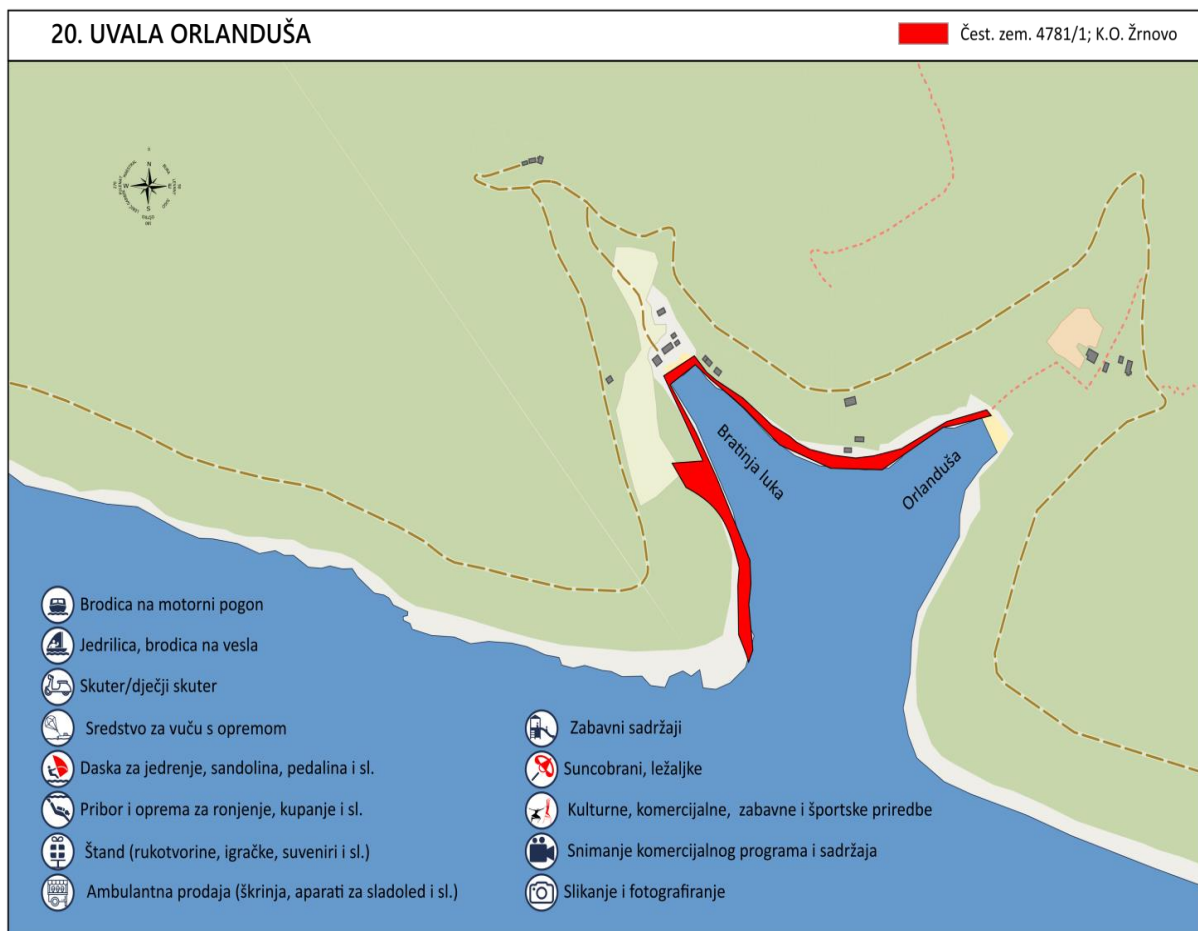 20. UVALA ORLANDUŠA
Čest. zem. 4781/1; K.O. Žrnovo
N
W
S
Bratinja luka
Orlanduša
Brodica na motorni pogon
Jedrilica, brodica na vesla
Skuter/dječji skuter
Sredstvo za vuču s opremom
Daska za jedrenje, sandolina, pedalina i sl.
Pribor i oprema za ronjenje, kupanje i sl.
Štand (rukotvorine, igračke, suveniri i sl.)
Ambulantna prodaja (škrinja, aparati za sladoled i sl.)
Zabavni sadržaji
Suncobrani, ležaljke
Kulturne, komercijalne, zabavne i športske priredbe
Snimanje komercijalnog programa i sadržaja
Slikanje i fotografiranje